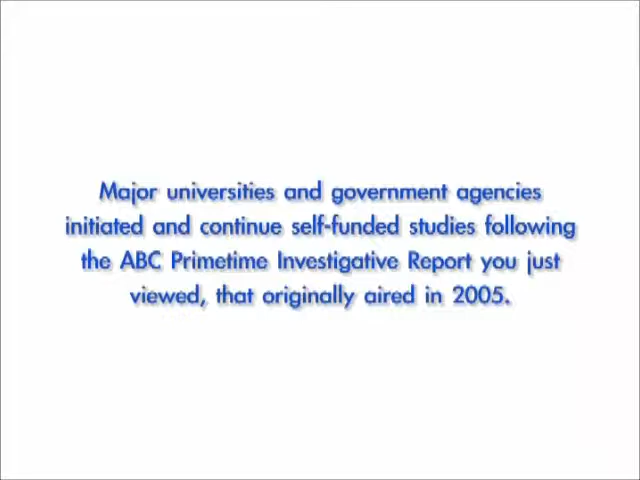 Major universities and government agencies
initiated and continue self-funded studies following
the ABC Primetime Investigative Report you just
viewed, that originally aired in 2005.